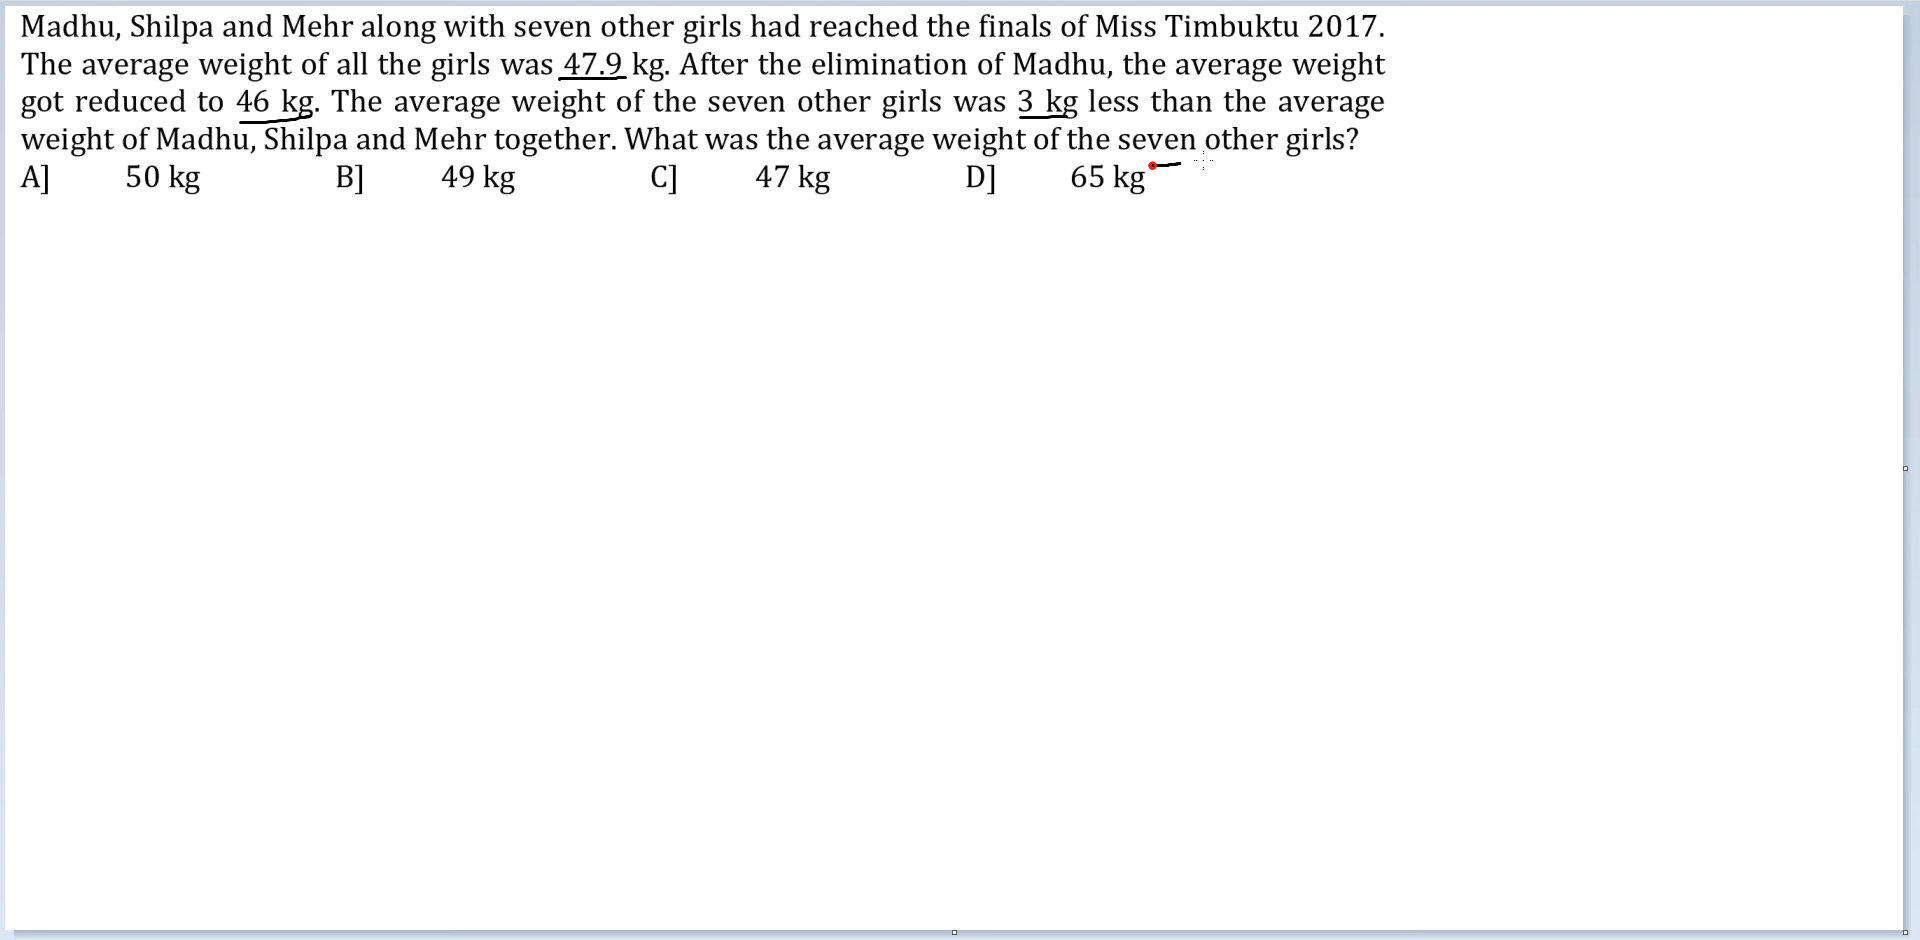 Madhu, Shilpa and Mehr along with seven other girls had reached the finals of Miss Timbuktu 2017.
The average weight of all the girls was 47.9 kg. After the elimination of Madhu, the average weight
got reduced to 46 kg. The average weight of the seven other girls was 3 kg less than the average
weight of Madhu, Shilpa and Mehr together. What was the average weight of the seven other girls?
A] 50 kg B] 49 kg C] 47 kg D] 65 kg